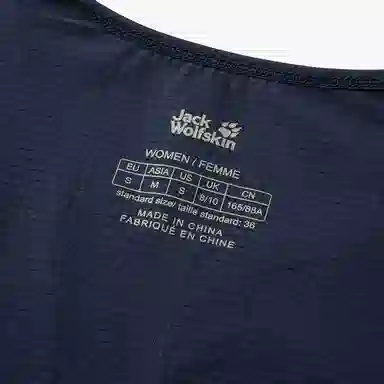 Jack
Wolfskin
WOMEN / FEMME
EU ASIA US UK CN
S M S 8/10 165/88A
standard size/ taille standard: 36
MADE IN CHINA
FABRIQUÉ EN CHINE